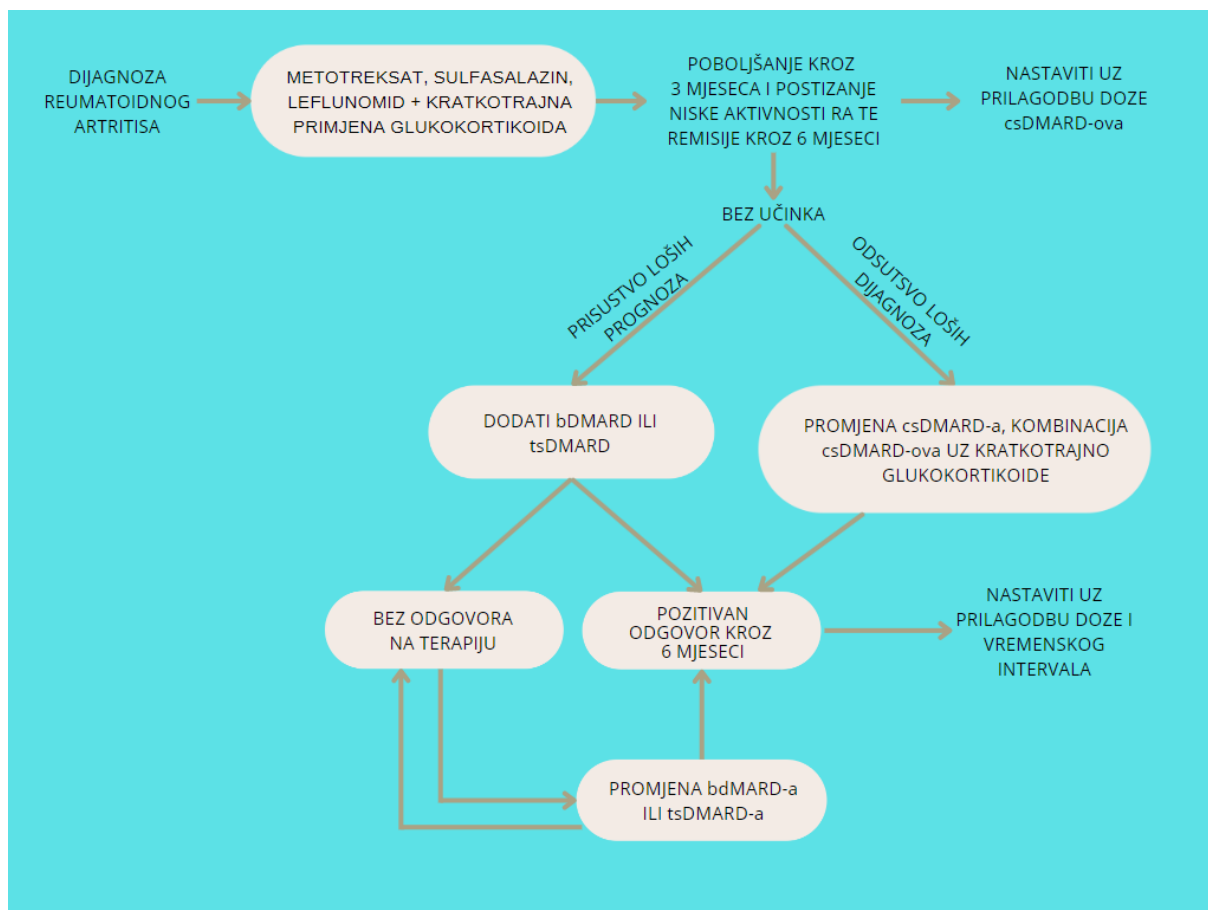 DIJAGNOZA
REUMATOIDNOG
ARTRITISA
METOTREKSAT, SULFASALAZIN,
LEFLUNOMID + KRATKOTRAJNA
PRIMJENA GLUKOKORTIKOIDA
POBOLJŠANJE KROZ
3 MJESECA I POSTIZANJE
NISKE AKTIVNOSTI RA TE
REMISIJE KROZ 6 MJESECI
NASTAVITI UZ
PRILAGODBU DOZE
csDMARD-ova
BEZ UČINKA
PRISUSTVO LOŠIH
PROGNOZA
ODSUTSVO LOŠIH
DIJAGNOZA
DODATI bDMARD ILI
tsDMARD
PROMJENA csDMARD-a, KOMBINACIJA
csDMARD-ova UZ KRATKOTRAJNO
GLUKOKORTIKOIDE
BEZ ODGOVORA
NA TERAPIJU
POZITIVAN
ODGOVOR KROZ
6 MJESECI
NASTAVITI UZ
PRILAGODBU DOZE I
VREMENSKOG
INTERVALA
PROMJENA bdMARD-a
ILI tsDMARD-a